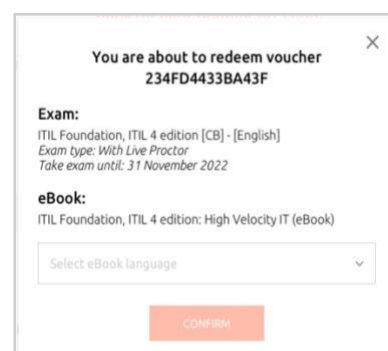 You are about to redeem voucher
234FD4433BA43F
Exam:
ITIL Foundation, ITIL 4 edition [CB] - [English]
Exam type: With Live Proctor
Take exam until: 31 November 2022
eBook:
ITIL Foundation, ITIL 4 edition: High Velocity IT (eBook)
Select eBook language
CONFIRM